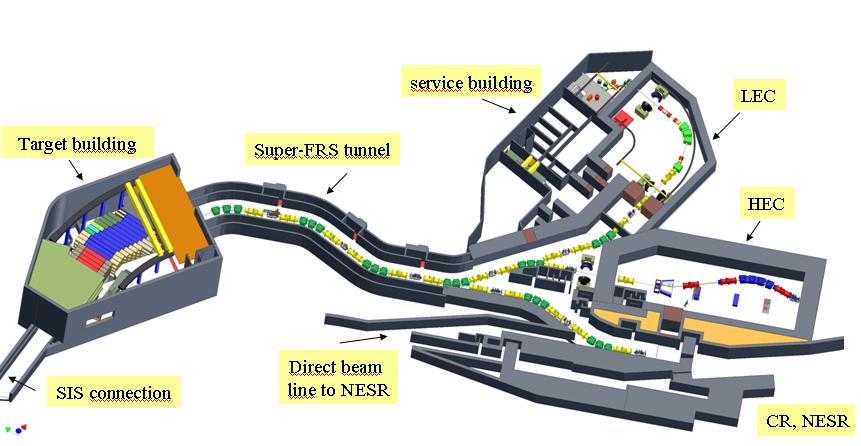 service building
LEC
Target building
Super-FRS tunnel
HEC
Direct beam
line to NESR
SIS connection
CR, NESR